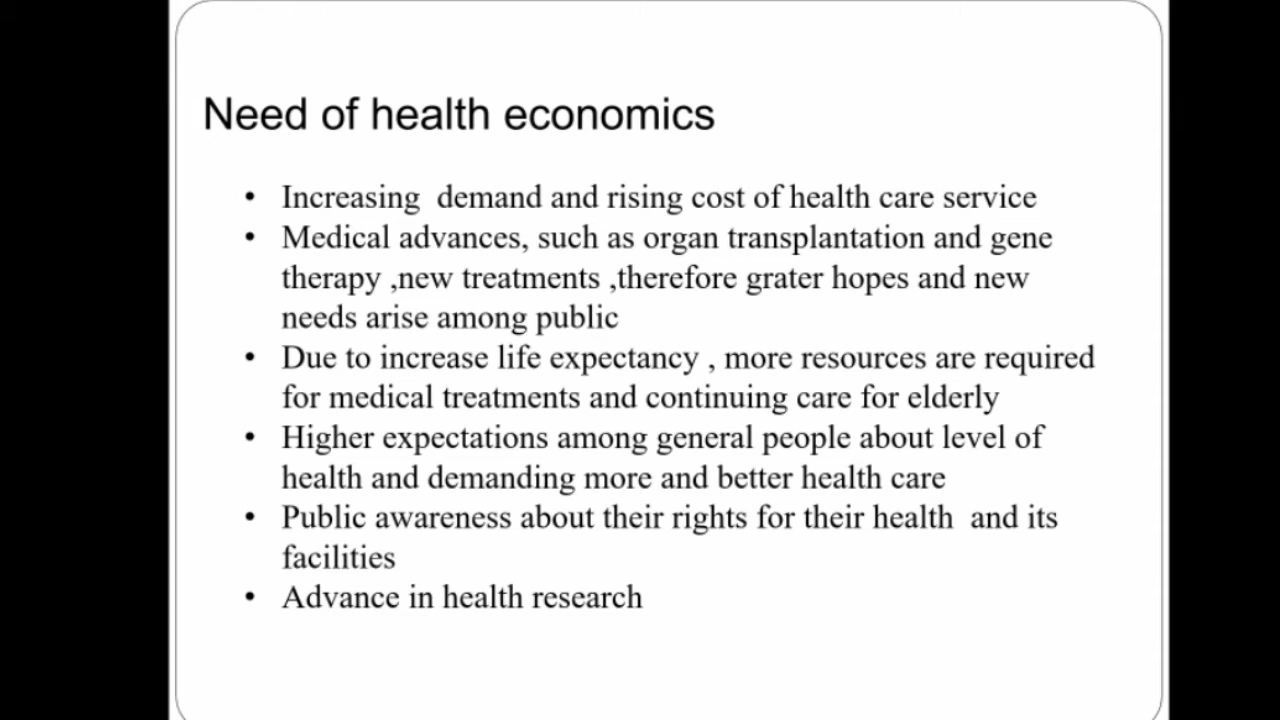 Need of health economics
• Increasing  demand and rising cost of health care service
• Medical advances, such as organ transplantation and gene
therapy ,new treatments ,therefore grater hopes and new
needs arise among public
• Due to increase life expectancy , more resources are required
for medical treatments and continuing care for elderly
• Higher expectations among general people about level of
health and demanding more and better health care
• Public awareness about their rights for their health  and its
facilities
• Advance in health research